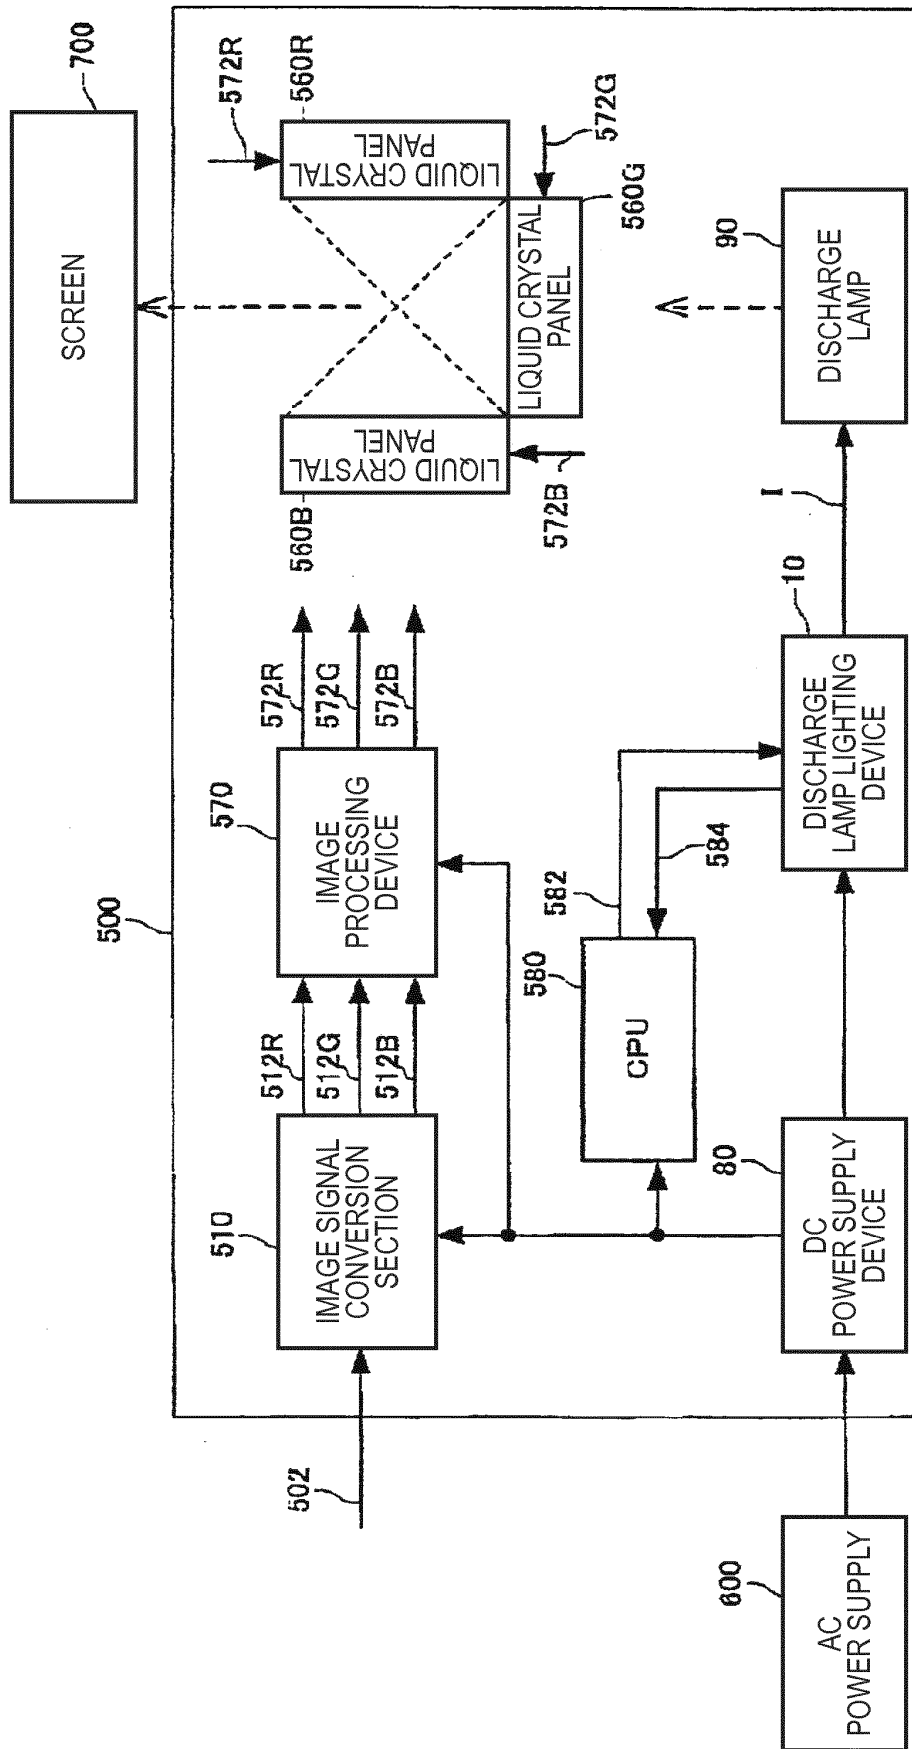 700
SCREEN
500
572R
560R
LIQUID CRYSTAL
PANEL
572G
560G
LIQUID CRYSTAL
PANEL
LIQUID CRYSTAL
PANEL
560B
572B
502
510
IMAGE SIGNAL
CONVERSION
SECTION
512R
512G
512B
570
IMAGE
PROCESSING
DEVICE
572R
572G
572B
580
CPU
582
584
600
AC
POWER SUPPLY
80
DC
POWER SUPPLY
DEVICE
10
DISCHARGE
LAMP LIGHTING
DEVICE
I
90
DISCHARGE
LAMP